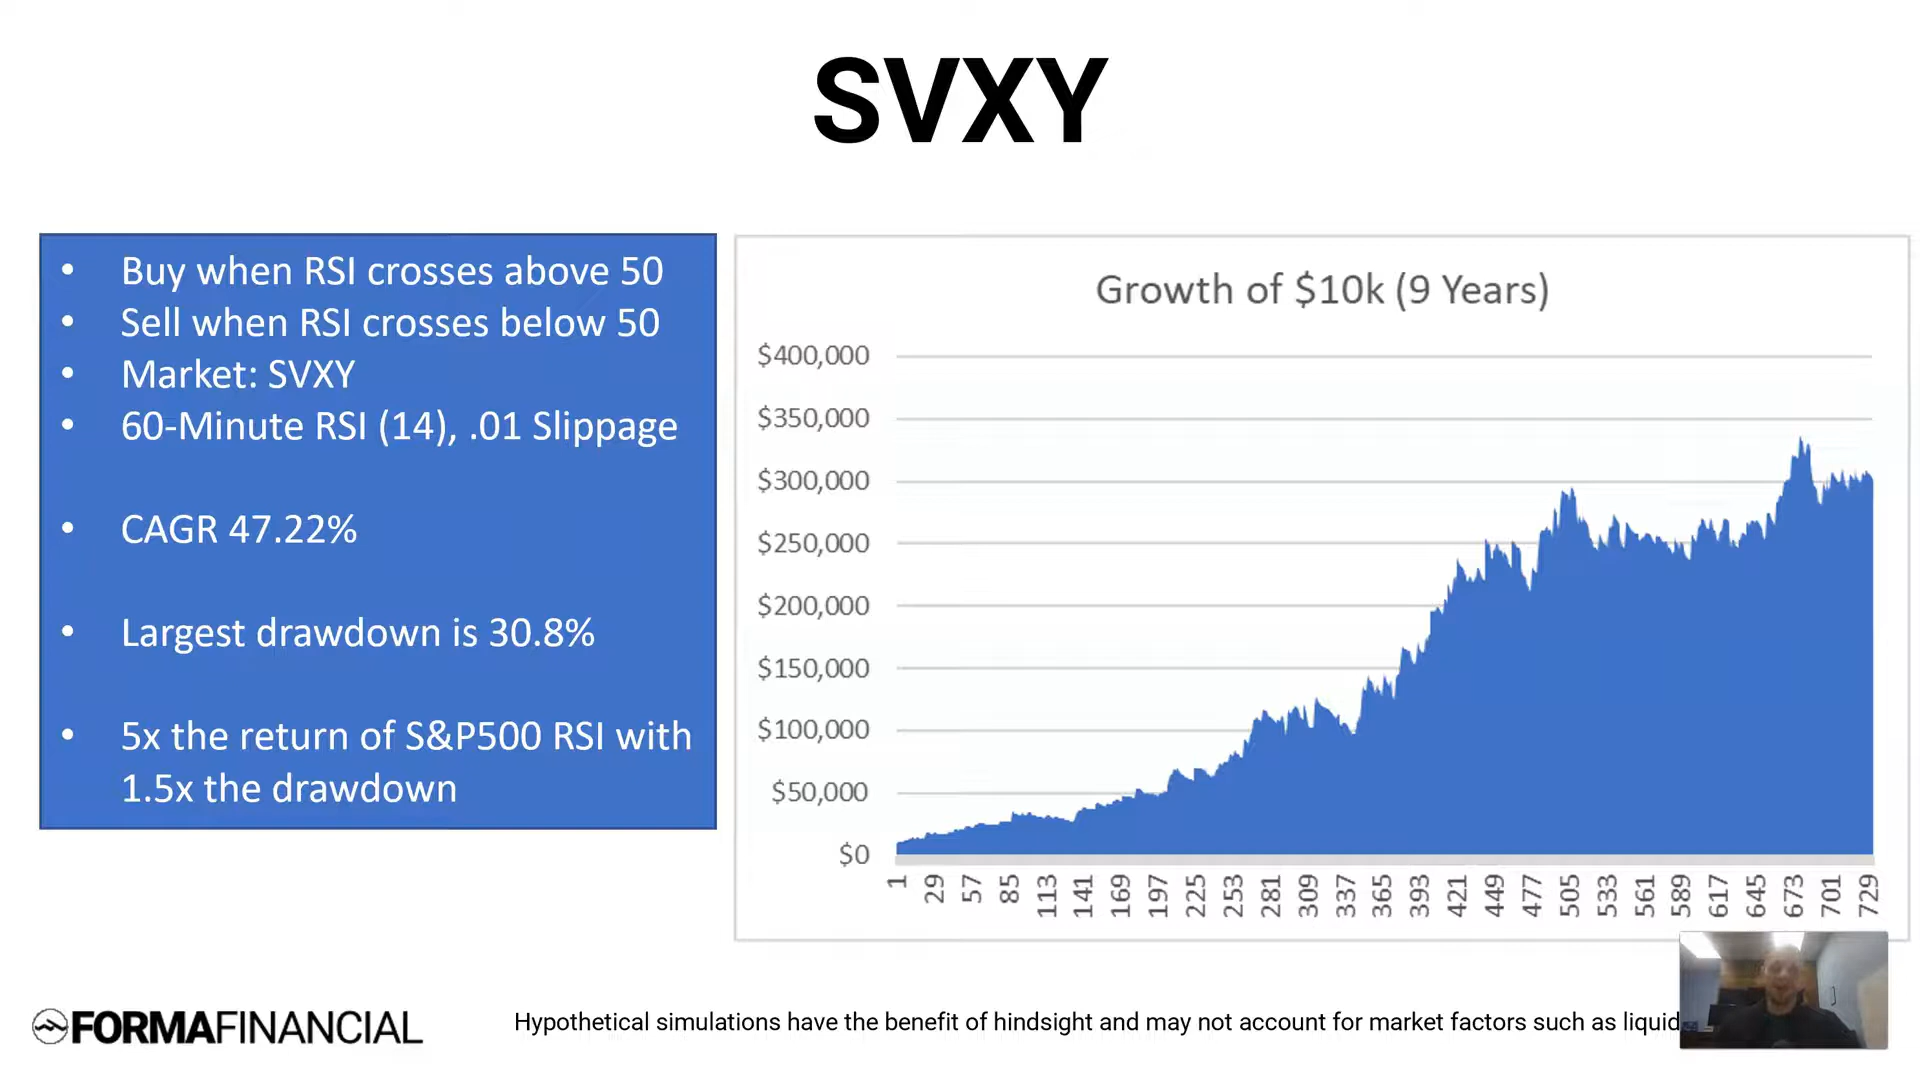 SVXY
• Buy when RSI crosses above 50
• Sell when RSI crosses below 50
• Market: SVXY
• 60-Minute RSI (14), .01 Slippage
• CAGR 47.22%
• Largest drawdown is 30.8%
• 5x the return of S&P500 RSI with
1.5x the drawdown
Growth of $10k (9 Years)
$400,000
$350,000
$300,000
$250,000
$200,000
$150,000
$100,000
$50,000
$0
1 29 57 85 113 141 169 197 225 253 281 309 337 365 393 421 449 477 505 533 561 589 617 645 673 701 729
FORMAFINANCIAL
Hypothetical simulations have the benefit of hindsight and may not account for market factors such as liquid